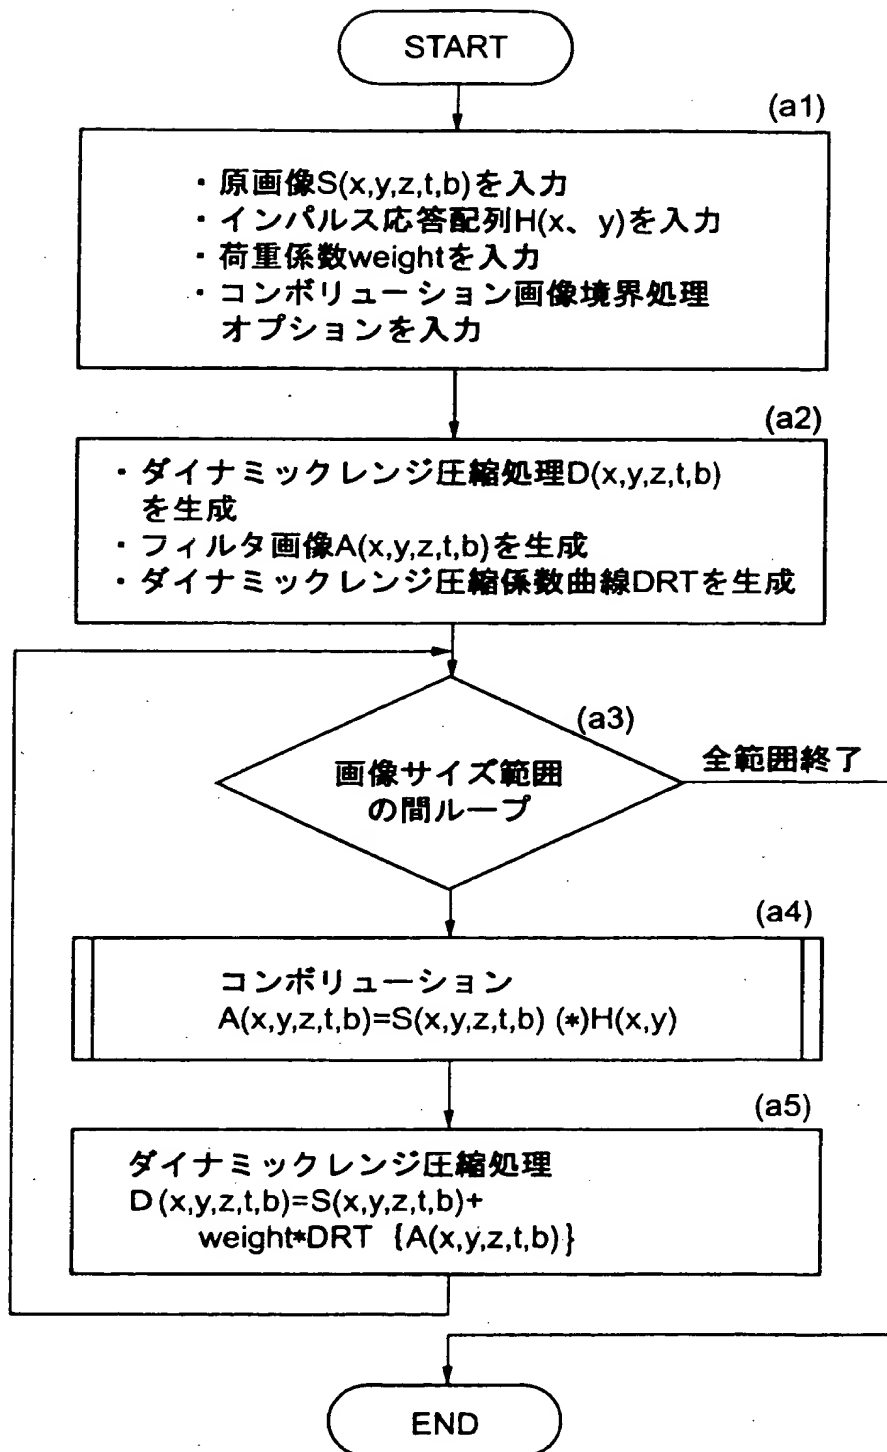 START
(a1)
・原画像S(x,y,z,t,b)を入力
・インパルス応答配列H(x、y)を入力
・荷重係数weightを入力
・コンボリューション画像境界処理
オプションを入力
(a2)
・ダイナミックレンジ圧縮処理D(x,y,z,t,b)
を生成
・フィルタ画像A(x,y,z,t,b)を生成
・ダイナミックレンジ圧縮係数曲線DRTを生成
(a3)
全範囲終了
画像サイズ範囲
の間ループ
(a4)
コンボリューション
A(x,y,z,t,b)=S(x,y,z,t,b) (*)H(x,y)
(a5)
ダイナミックレンジ圧縮処理
D(x,y,z,t,b)=S(x,y,z,t,b)+
weight*DRT {A(x,y,z,t,b)}
END